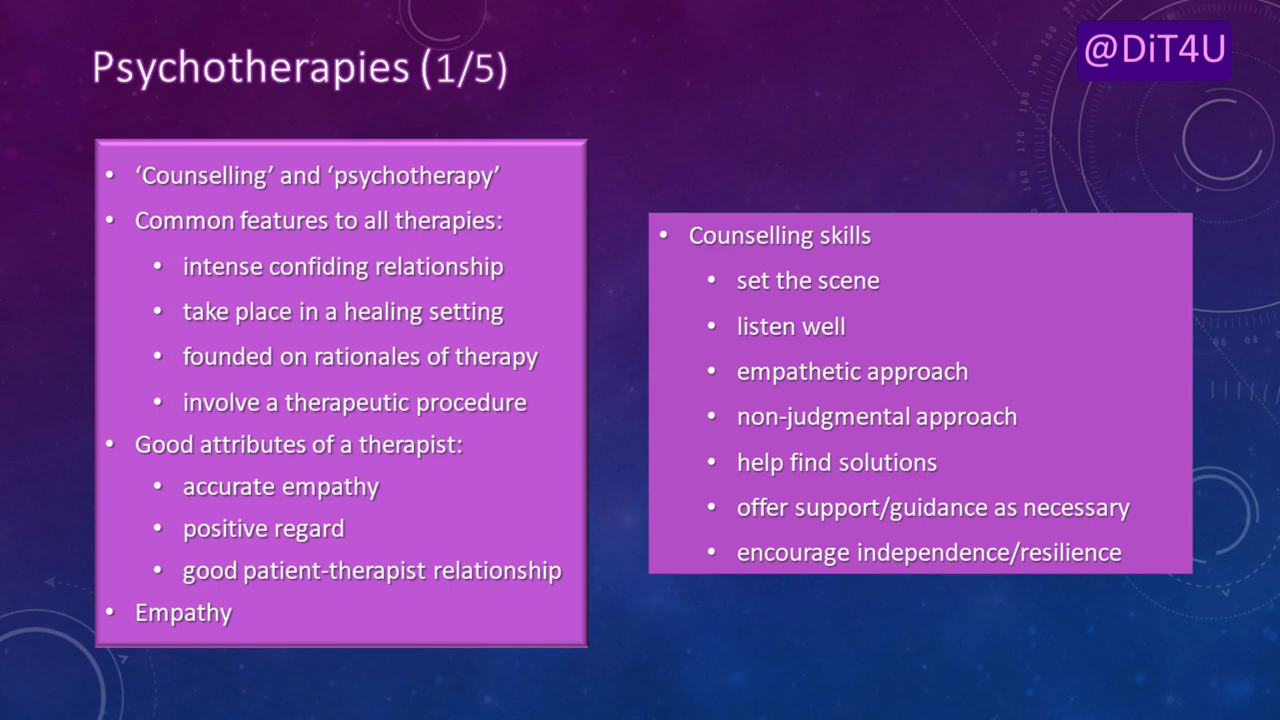 Psychotherapies (1/5)
@DiT4U
• ‘Counselling’ and ‘psychotherapy’
• Common features to all therapies:
• intense confiding relationship
• take place in a healing setting
• founded on rationales of therapy
• involve a therapeutic procedure
• Good attributes of a therapist:
• accurate empathy
• positive regard
• good patient-therapist relationship
• Empathy
• Counselling skills
• set the scene
• listen well
• empathetic approach
• non-judgmental approach
• help find solutions
• offer support/guidance as necessary
• encourage independence/resilience